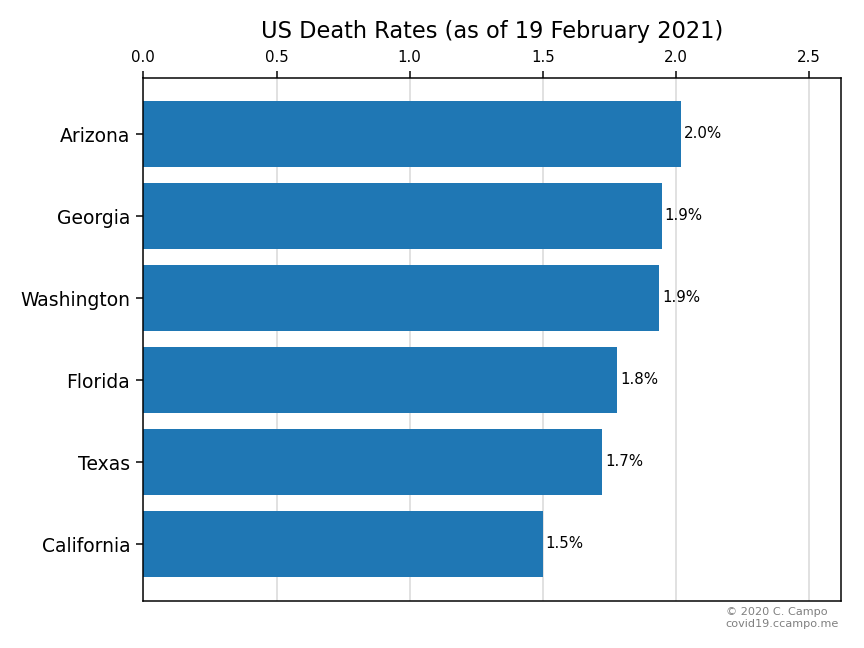 US Death Rates (as of 19 February 2021)
0.0 0.5 1.0 1.5 2.0 2.5
Arizona 2.0%
Georgia 1.9%
Washington 1.9%
Florida 1.8%
Texas 1.7%
California 1.5%
© 2020 C. Campo
covid19.ccampo.me